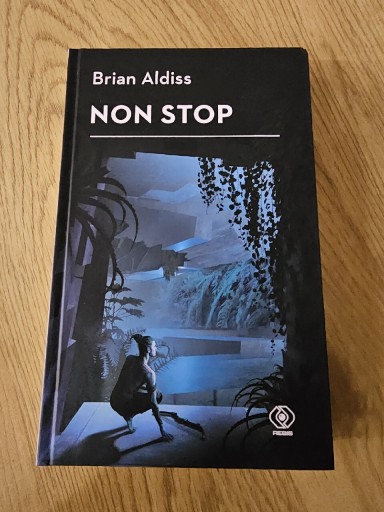 Brian Aldiss
NON STOP
REBIS